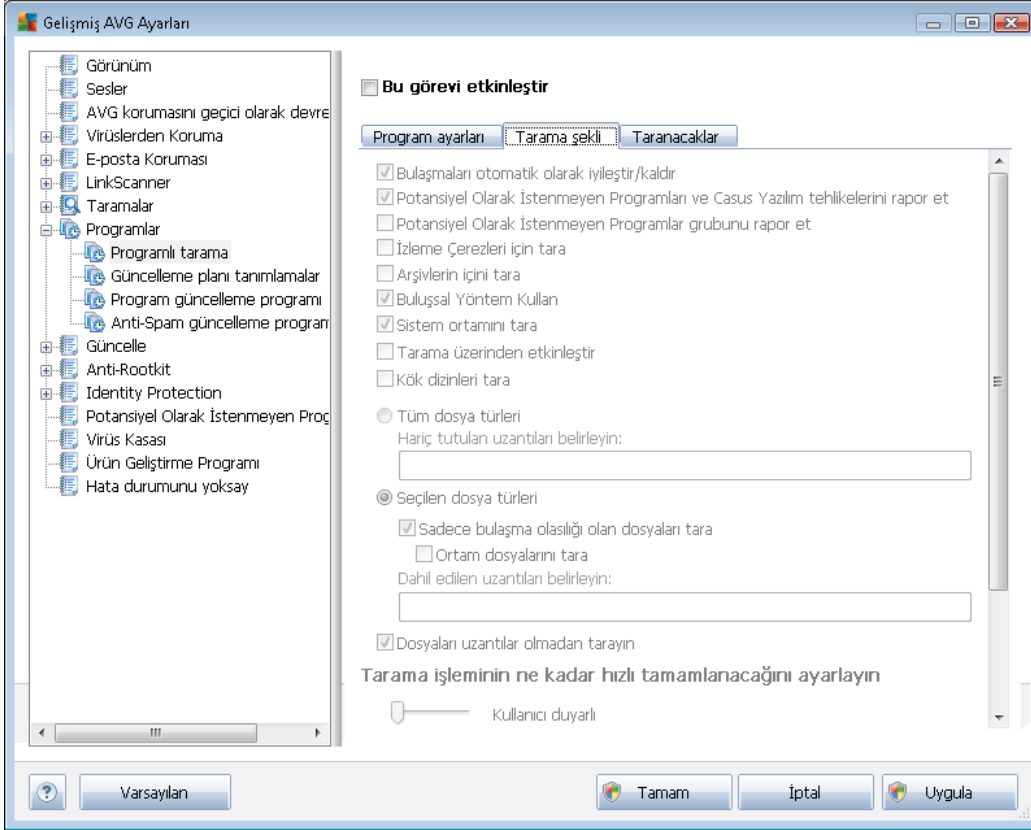 Gelişmiş AVG Ayarları
Görünüm
Sesler
AVG korumasını geçici olarak devre
Virüslerden Koruma
E-posta Koruması
LinkScanner
Taramalar
Programlar
Programlı tarama
Güncelleme planı tanımlamalar
Program güncelleme programı
Anti-Spam güncelleme program
Güncelle
Anti-Rootkit
Identity Protection
Potansiyel Olarak İstenmeyen Prog
Virüs Kasası
Ürün Geliştirme Programı
Hata durumunu yoksay
Bu görevi etkinleştir
Program ayarları
Tarama şekli
Taranacaklar
Bulaşmaları otomatik olarak iyileştir/kaldır
Potansiyel Olarak İstenmeyen Programları ve Casus Yazılım tehlikelerini rapor et
Potansiyel Olarak İstenmeyen Programlar grubunu rapor et
İzleme Çerezleri için tara
Arşivlerin içini tara
Buluşsal Yöntem Kullan
Sistem ortamını tara
Tarama üzerinden etkinleştir
Kök dizinleri tara
Tüm dosya türleri
Hariç tutulan uzantıları belirleyin:
Seçilen dosya türleri
Sadece bulaşma olasılığı olan dosyaları tara
Ortam dosyalarını tara
Dahil edilen uzantıları belirleyin:
Dosyaları uzantılar olmadan tarayın
Tarama işleminin ne kadar hızlı tamamlanacağını ayarlayın
Kullanıcı duyarlı
?
Varsayılan
Tamam
İptal
Uygula